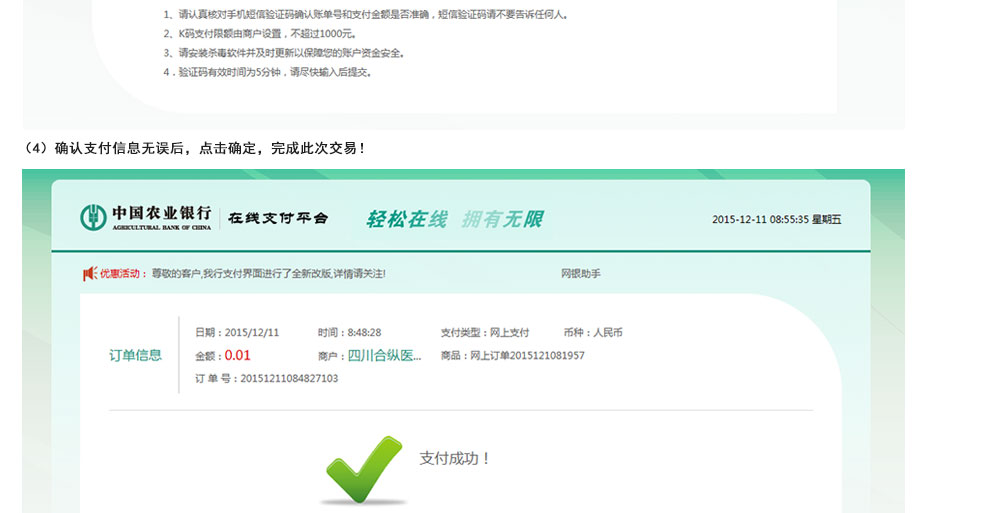 1、请认真核对手机短信验证码确认账单号和支付金额是否准确，短信验证码请不要告诉任何人。
2、K码支付限额由商户设置，不超过1000元。
3、请安装杀毒软件并及时更新以保障您的账户资金安全。
4．验证码有效时间为5分钟，请尽快输入后提交。
（4）确认支付信息无误后，点击确定，完成此次交易！
中国农业银行 在线支付平台 轻松在线 拥有无限 2015-12-11 08:55:35 星期五
AGRICULTURAL BANK OF CHINA
优惠活动： 尊敬的客户,我行支付界面进行了全新改版,详情请关注! 网银助手
日期：2015/12/11 时间：8:48:28 支付类型：网上支付 币种：人民币
订单信息 金额：0.01 商户：四川合纵医... 商品：网上订单2015121081957
订 单 号：20151211084827103
支付成功！